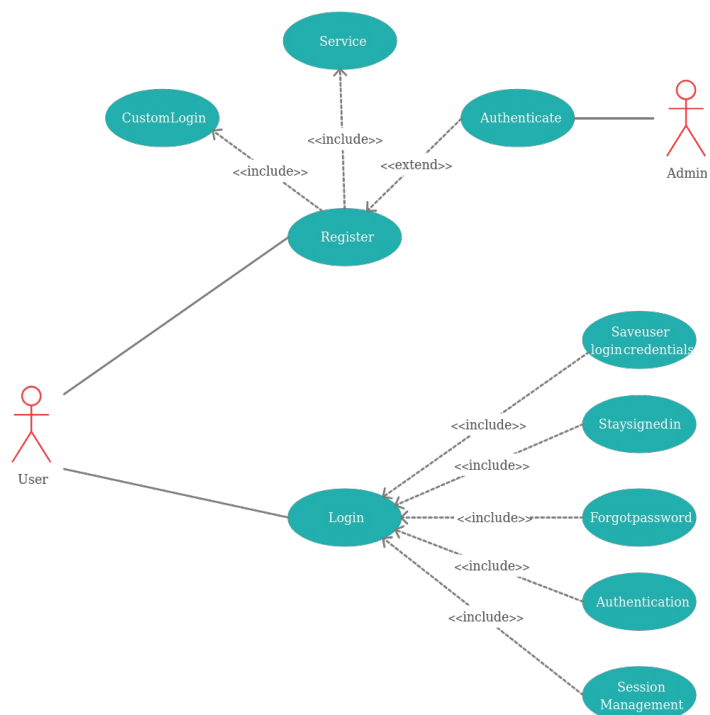 Service
CustomLogin
Authenticate
<<include>>
<<extend>>
<<include>>
Admin
Register
Saveuser
logincredentials
<<include>>
Staysignedin
<<include>>
User
Login
<<include>>
Forgotpassword
<<include>>
Authentication
<<include>>
Session
Management